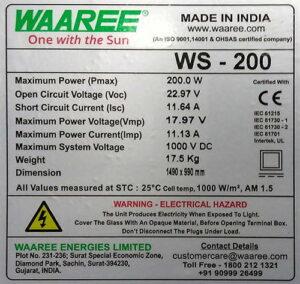 WAAREE
One with the Sun
MADE IN INDIA
(An ISO 9001,14001 & OHSAS certified company)
WS - 200
Maximum Power (Pmax) 200.0 W
Open Circuit Voltage (Voc) 22.97 V
Short Circuit Current (Isc) 11.64 A
Maximum Power Voltage(Vmp) 17.97 V
Maximum Power Current(Imp) 11.13 A
Maximum System Voltage 1000 V DC
Weight 17.5 Kg
Dimension 1490 x 990 mm
Certified With
CE
IEC 61215
IEC 61730 - 1
IEC 61730 - 2
IEC 61701
Intertek, UL
All Values measured at STC : 25°C Cell temp, 1000 W/m², AM 1.5
WARNING - ELECTRICAL HAZARD
The Unit Produces Electricity When Exposed To Light.
Cover The Glass With An Opaque, Before Opening Terminal Box.
Don't Disconnect The Plugs Under Load.
WAAREE ENERGIES LIMITED
Plot No. 231-236; Surat Special Economic Zone,
Diamond Park, Sachin, Surat-394230,
Gujarat, INDIA.
Contact us
customercare@waaree.com
Toll Free - 1800 212 1321
+91 90999 26499